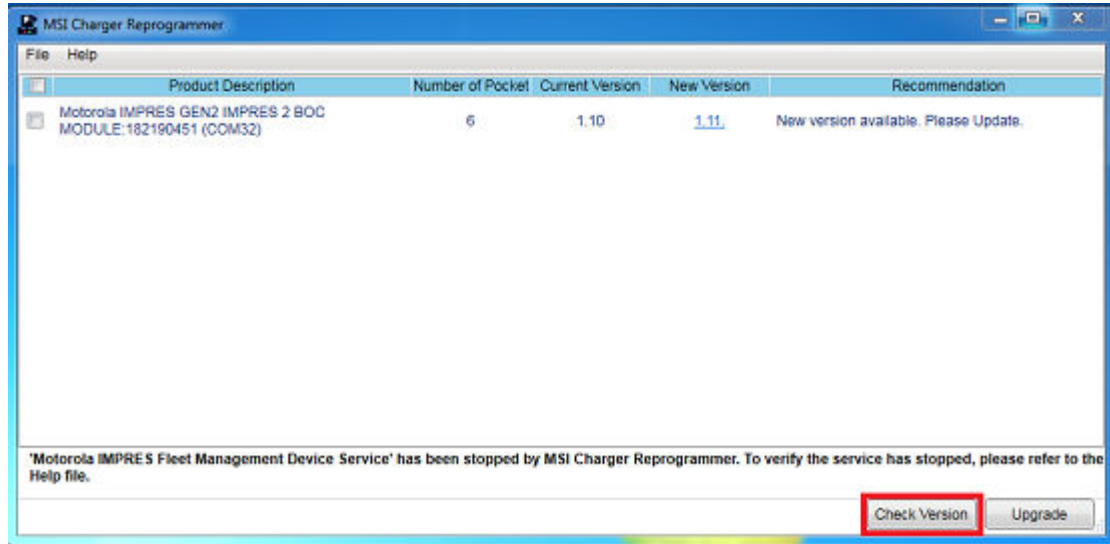 MSI Charger Reprogrammer
File Help
Product Description Number of Pocket Current Version New Version Recommendation
Motorola IMPRES GEN2 IMPRES 2 BOC
MODULE:182190451 (COM32) 6 1.10 1.11. New version available. Please Update.
'Motorola IMPRES Fleet Management Device Service' has been stopped by MSI Charger Reprogrammer. To verify the service has stopped, please refer to the
Help file.
Check Version Upgrade